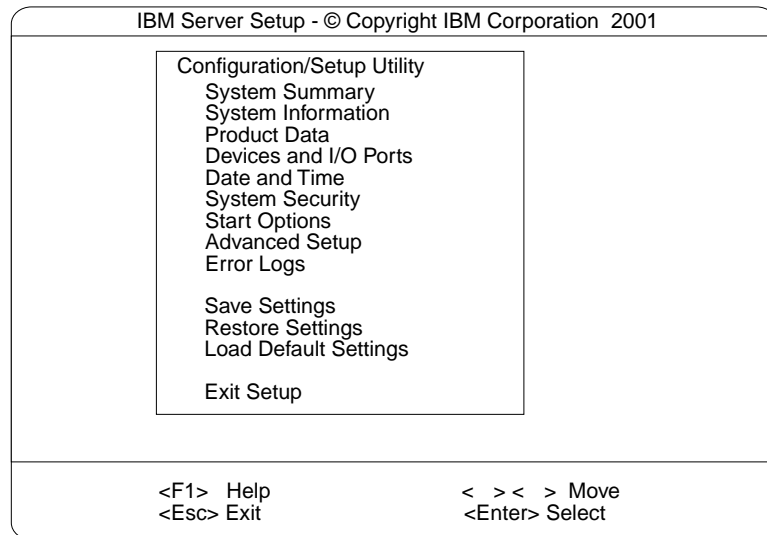 IBM Server Setup - © Copyright IBM Corporation 2001
Configuration/Setup Utility
System Summary
System Information
Product Data
Devices and I/O Ports
Date and Time
System Security
Start Options
Advanced Setup
Error Logs
Save Settings
Restore Settings
Load Default Settings
Exit Setup
<F1> Help < > < > Move
<Esc> Exit <Enter> Select